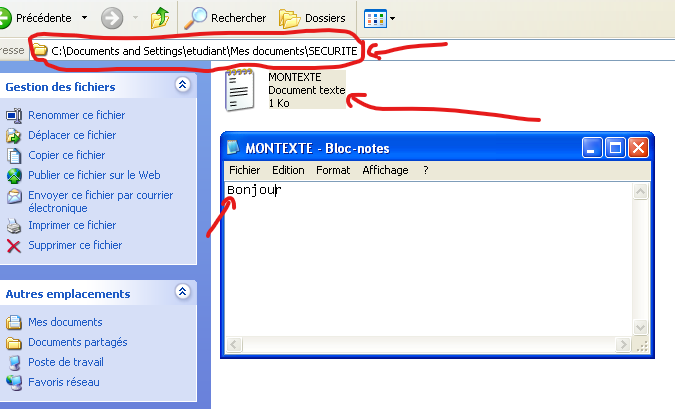 Précédente Rechercher Dossiers
resse C:\Documents and Settings\etudiant\Mes documents\SECURITE
Gestion des fichiers
Renommer ce fichier
Déplacer ce fichier
Copier ce fichier
Publier ce fichier sur le Web
Envoyer ce fichier par courrier
électronique
Imprimer ce fichier
Supprimer ce fichier
Autres emplacements
Mes documents
Documents partagés
Poste de travail
Favoris réseau
MONTEXTE
Document texte
1 Ko
MONTEXTE - Bloc-notes
Fichier Edition Format Affichage ?
Bonjour